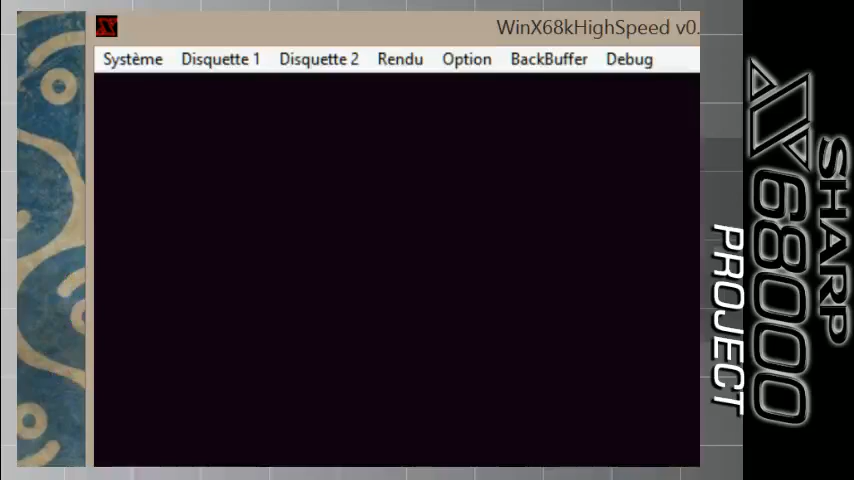 WinX68kHighSpeed v0.
Système Disquette 1 Disquette 2 Rendu Option BackBuffer Debug
SHARP
X68000
PROJECT